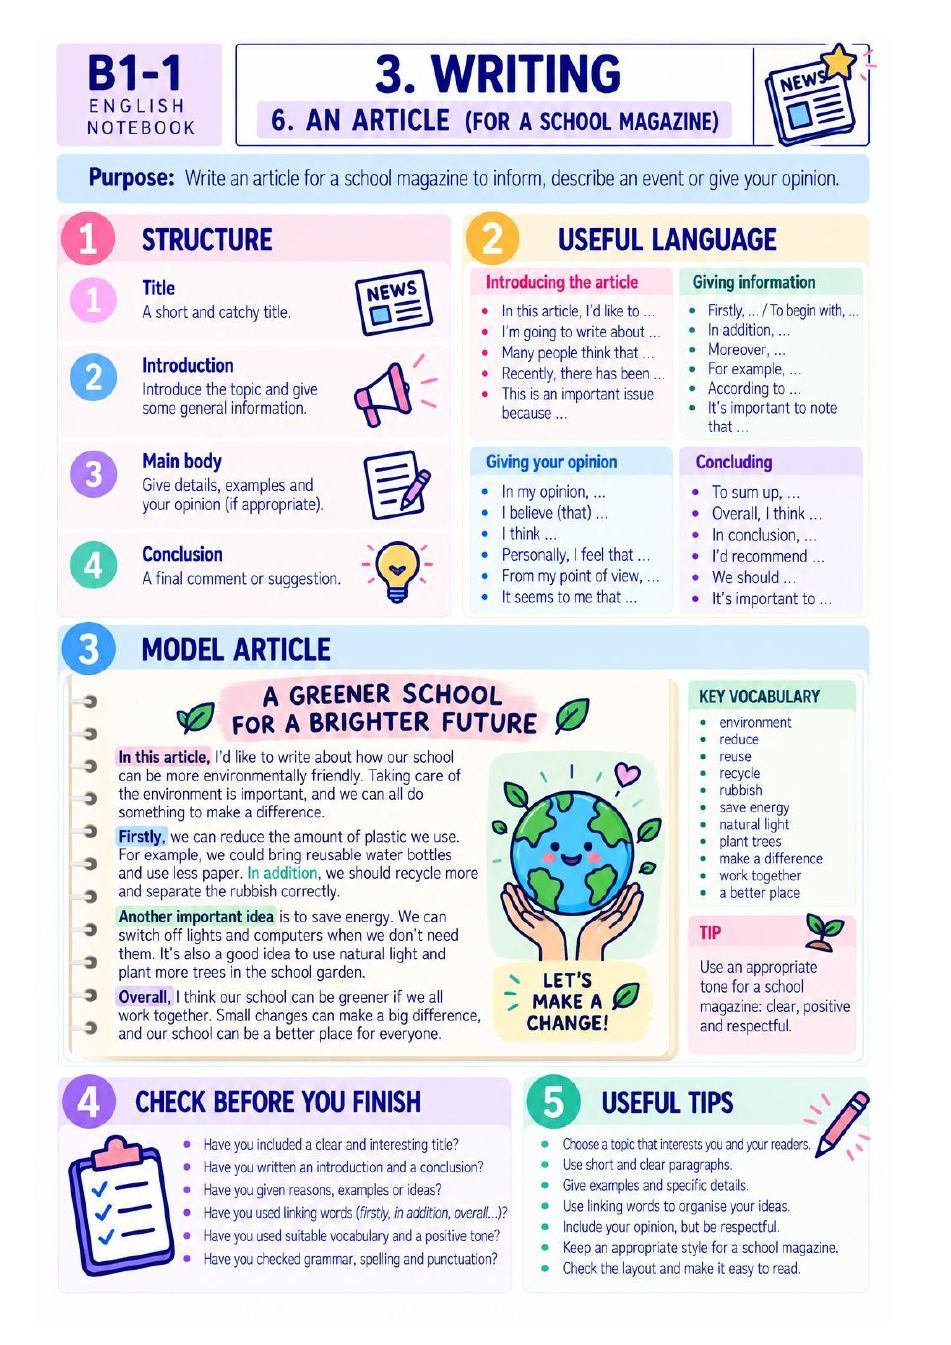 B1-1
ENGLISH
NOTEBOOK
3. WRITING
6. AN ARTICLE (FOR A SCHOOL MAGAZINE)
NEWS
Purpose: Write an article for a school magazine to inform, describe an event or give your opinion.
1 STRUCTURE
1
Title
A short and catchy title.
NEWS
2
Introduction
Introduce the topic and give
some general information.
3
Main body
Give details, examples and
your opinion (if appropriate).
4
Conclusion
A final comment or suggestion.
2 USEFUL LANGUAGE
Introducing the article
• In this article, I'd like to ...
• I'm going to write about ...
• Many people think that ...
• Recently, there has been ...
• This is an important issue
because ...
Giving information
• Firstly, ... / To begin with, ...
• In addition, ...
• Moreover, ...
• For example, ...
• According to ...
• It's important to note
that ...
Giving your opinion
• In my opinion, ...
• I believe (that) ...
• I think ...
• Personally, I feel that ...
• From my point of view, ...
• It seems to me that ...
Concluding
• To sum up, ...
• Overall, I think ...
• In conclusion, ...
• I'd recommend ...
• We should ...
• It's important to ...
3 MODEL ARTICLE
A GREENER SCHOOL
FOR A BRIGHTER FUTURE
In this article, I'd like to write about how our school
can be more environmentally friendly. Taking care of
the environment is important, and we can all do
something to make a difference.
Firstly, we can reduce the amount of plastic we use.
For example, we could bring reusable water bottles
and use less paper. In addition, we should recycle more
and separate the rubbish correctly.
Another important idea is to save energy. We can
switch off lights and computers when we don't need
them. It's also a good idea to use natural light and
plant more trees in the school garden.
Overall, I think our school can be greener if we all
work together. Small changes can make a big difference,
and our school can be a better place for everyone.
LET'S
MAKE A
CHANGE!
KEY VOCABULARY
• environment
• reduce
• reuse
• recycle
• rubbish
• save energy
• natural light
• plant trees
• make a difference
• work together
• a better place
TIP
Use an appropriate
tone for a school
magazine: clear, positive
and respectful.
4 CHECK BEFORE YOU FINISH
• Have you included a clear and interesting title?
• Have you written an introduction and a conclusion?
• Have you given reasons, examples or ideas?
• Have you used linking words (firstly, in addition, overall...)?
• Have you used suitable vocabulary and a positive tone?
• Have you checked grammar, spelling and punctuation?
5 USEFUL TIPS
• Choose a topic that interests you and your readers.
• Use short and clear paragraphs.
• Give examples and specific details.
• Use linking words to organise your ideas.
• Include your opinion, but be respectful.
• Keep an appropriate style for a school magazine.
• Check the layout and make it easy to read.